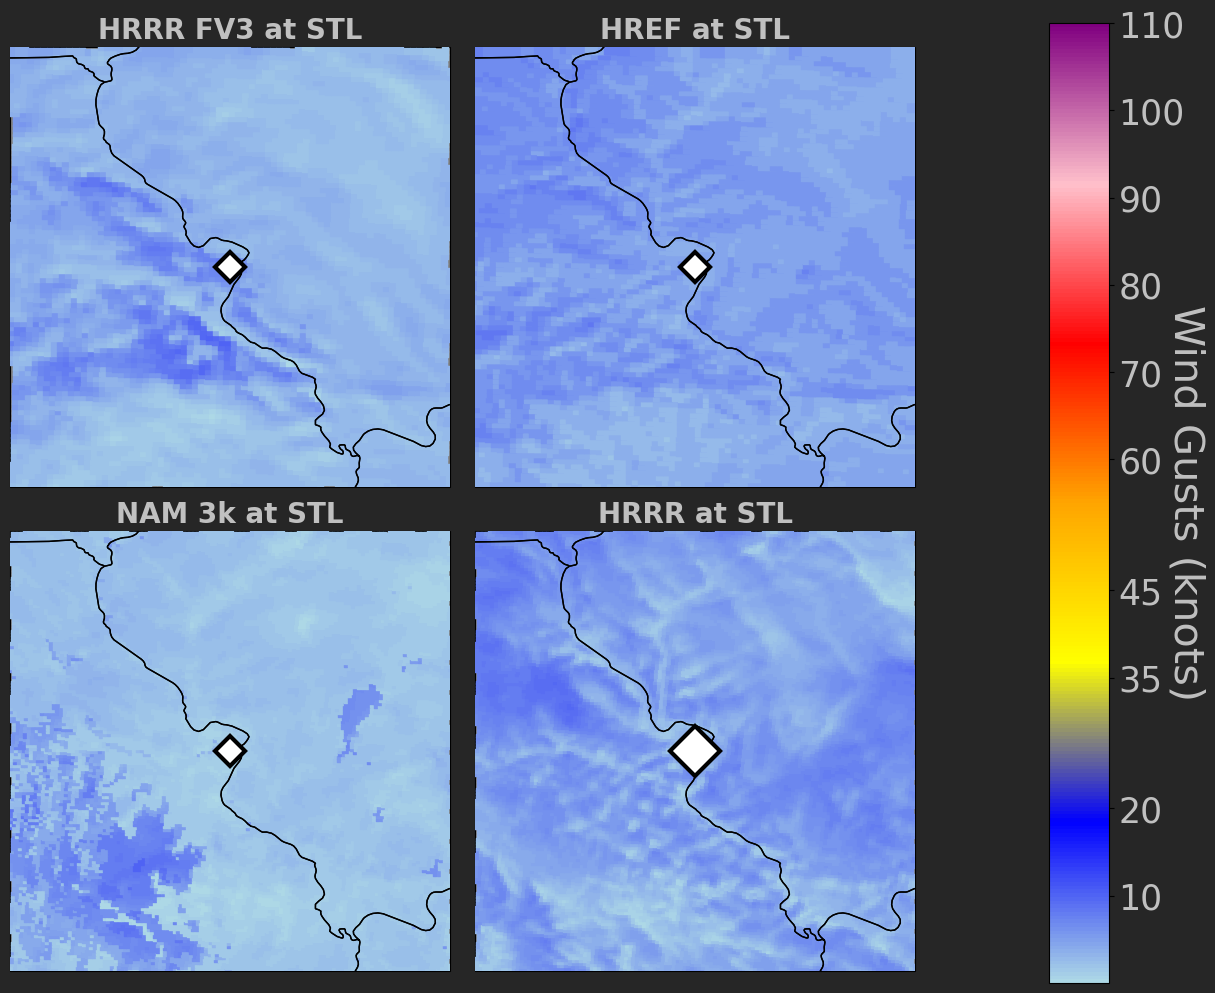 HRRR FV3 at STL
HREF at STL
NAM 3k at STL
HRRR at STL
110
100
90
80
70
60
45
35
20
10
Wind Gusts (knots)